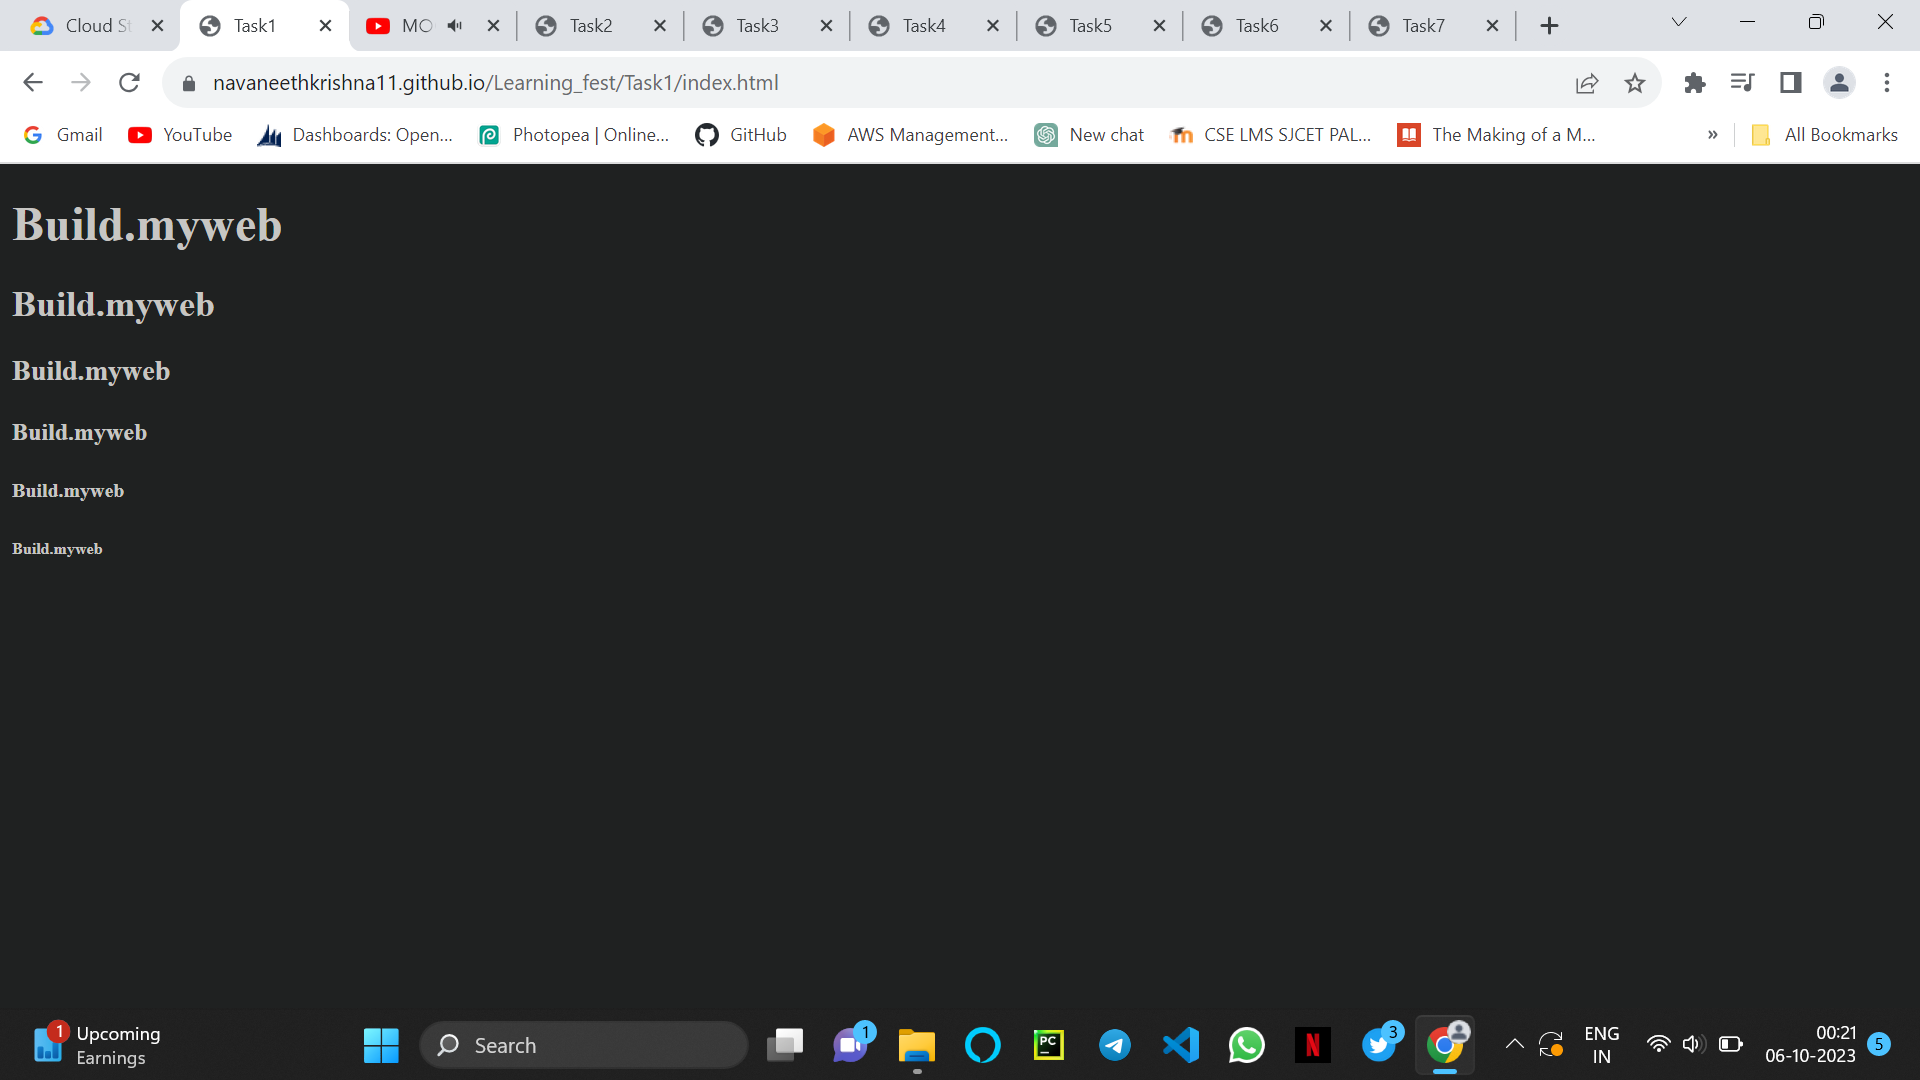 Cloud St
Task1
MO
Task2
Task3
Task4
Task5
Task6
Task7
navaneethkrishna11.github.io/Learning_fest/Task1/index.html
Gmail
YouTube
Dashboards: Open...
Photopea | Online...
GitHub
AWS Management...
New chat
CSE LMS SJCET PAL...
The Making of a M...
»
All Bookmarks
Build.myweb
Build.myweb
Build.myweb
Build.myweb
Build.myweb
Build.myweb
1
Upcoming
Earnings
Search
1
PC
N
3
ENG
IN
00:21
06-10-2023
5